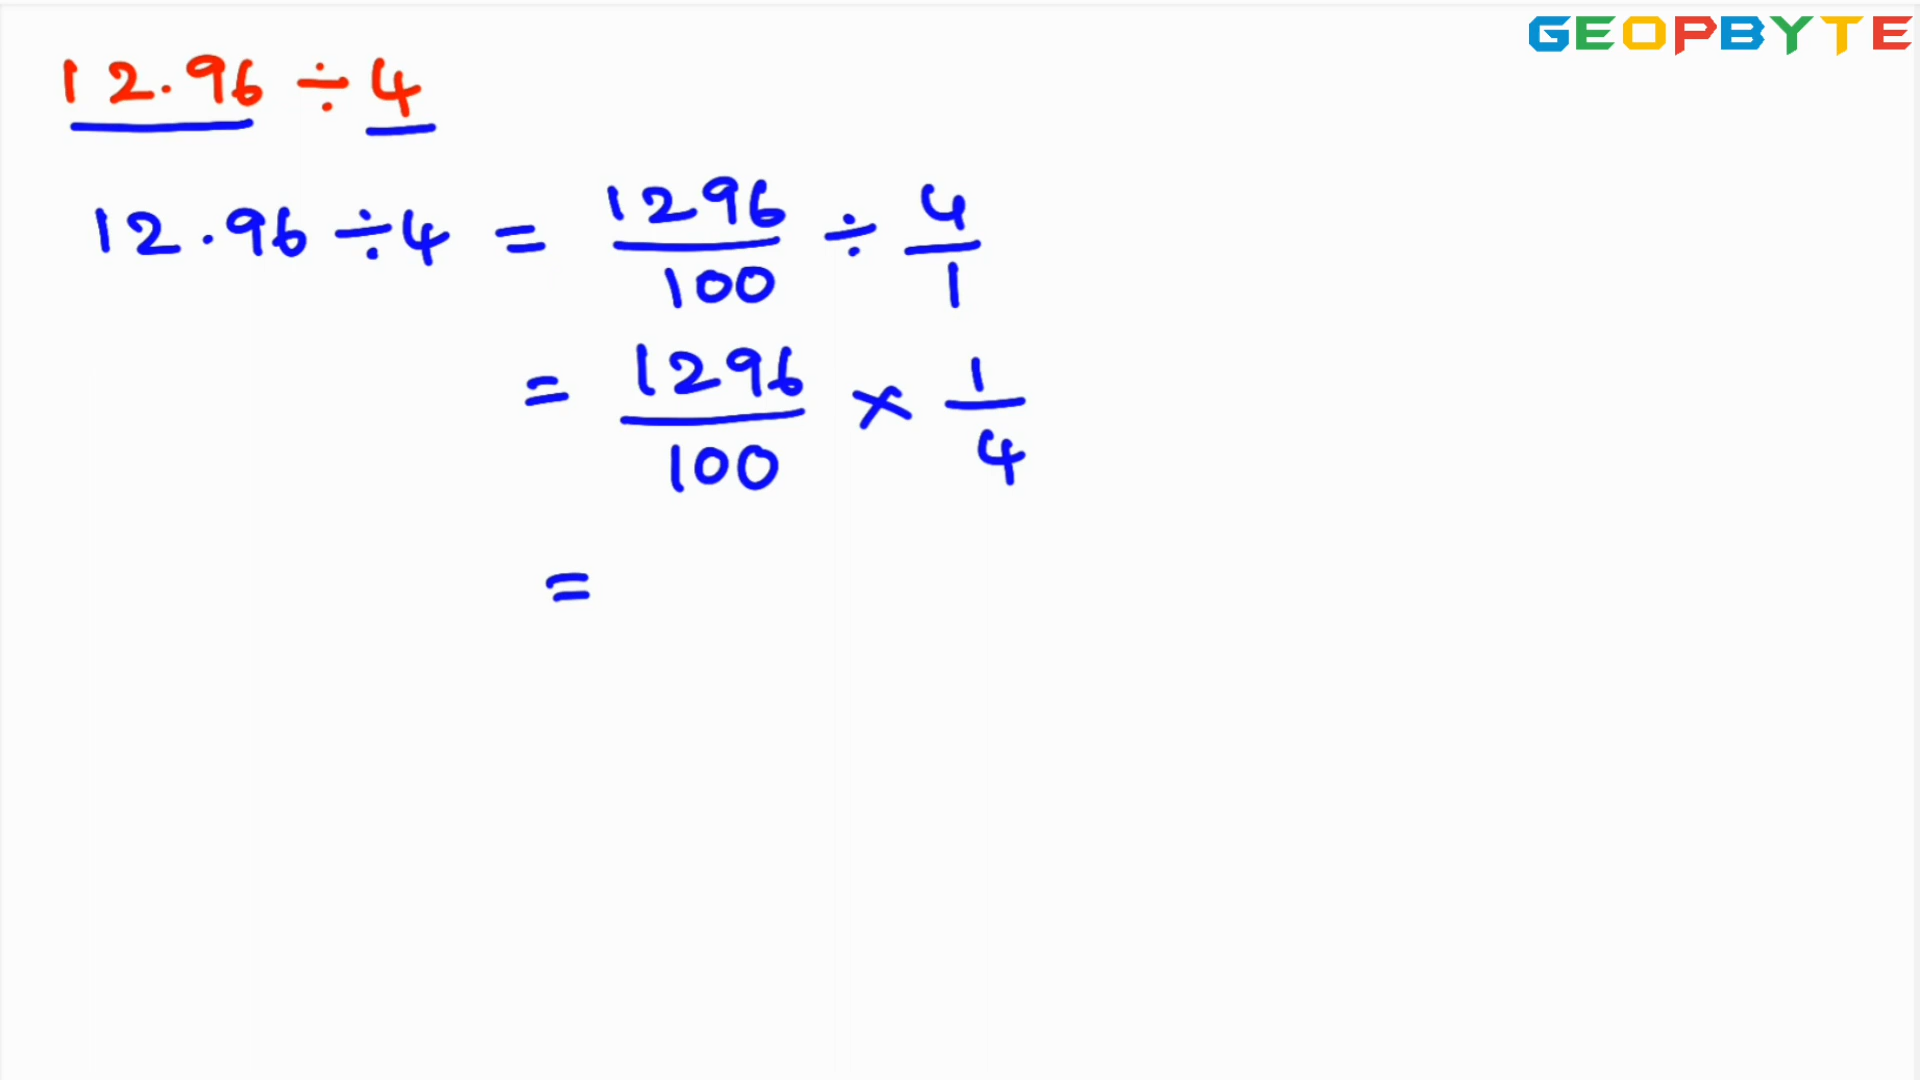 GEOPBYTE
12.96 ÷ 4
12.96 ÷ 4 = 1296/100 ÷ 4/1
= 1296/100 × 1/4
=